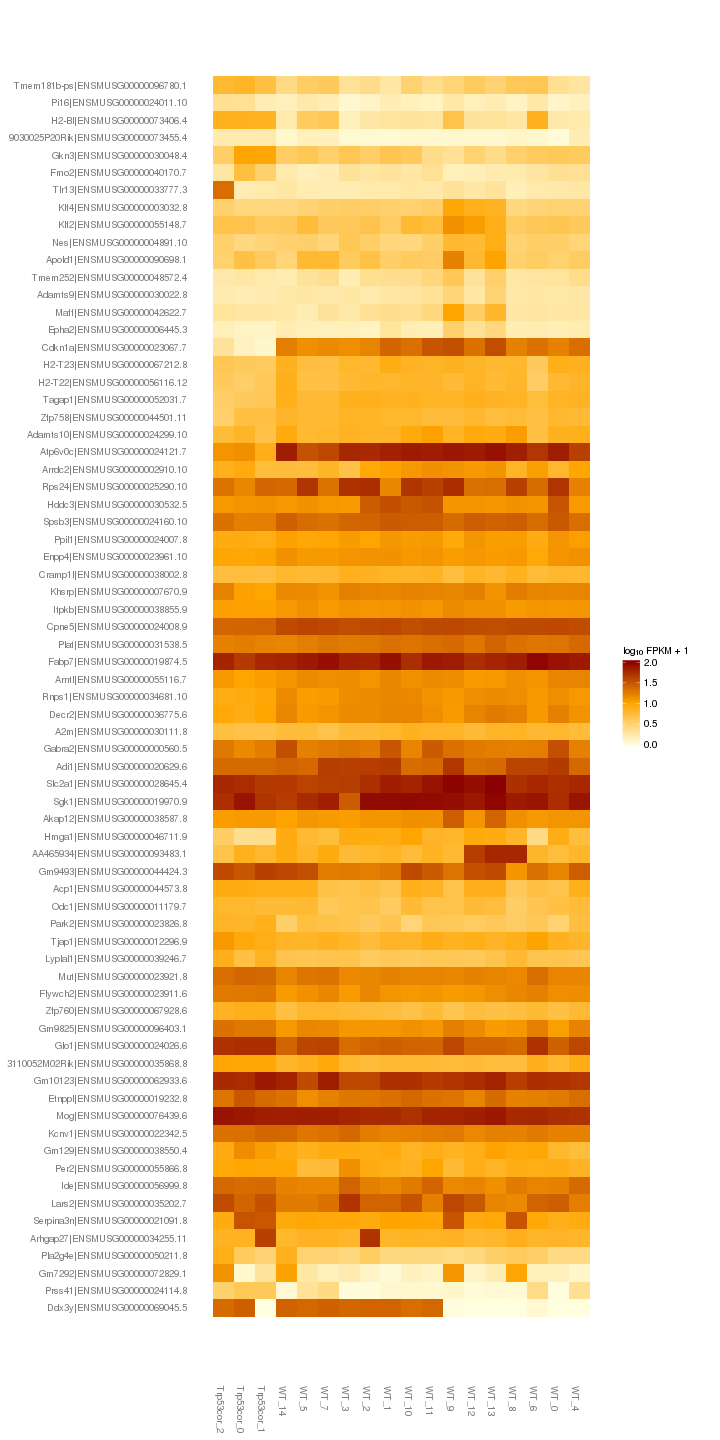 Tmem181b-ps|ENSMUSG00000096780.1
Pi16|ENSMUSG00000024011.10
H2-Bl|ENSMUSG00000073406.4
9030025P20Rik|ENSMUSG00000073455.4
Gkn3|ENSMUSG00000030048.4
Fmo2|ENSMUSG00000040170.7
Tlr13|ENSMUSG00000033777.3
Klf4|ENSMUSG00000003032.8
Klf2|ENSMUSG00000055148.7
Nes|ENSMUSG00000004891.10
Apold1|ENSMUSG00000090698.1
Tmem252|ENSMUSG00000048572.4
Adamts9|ENSMUSG00000030022.8
Maff|ENSMUSG00000042622.7
Epha2|ENSMUSG00000006445.3
Cdkn1a|ENSMUSG00000023067.7
H2-T23|ENSMUSG00000067212.8
H2-T22|ENSMUSG00000056116.12
Tagap1|ENSMUSG00000052031.7
Zfp758|ENSMUSG00000044501.11
Adamts10|ENSMUSG00000024299.10
Atp6v0c|ENSMUSG00000024121.7
Arrdc2|ENSMUSG00000002910.10
Rps24|ENSMUSG00000025290.10
Hddc3|ENSMUSG00000030532.5
Spsb3|ENSMUSG00000024160.10
Ppil1|ENSMUSG00000024007.8
Enpp4|ENSMUSG00000023961.10
Cramp1l|ENSMUSG00000038002.8
Khsrp|ENSMUSG00000007670.9
Itpkb|ENSMUSG00000038855.9
Cpne5|ENSMUSG00000024008.9
Plat|ENSMUSG00000031538.5
Fabp7|ENSMUSG00000019874.5
Arntl|ENSMUSG00000055116.7
Rnps1|ENSMUSG00000034681.10
Decr2|ENSMUSG00000036775.6
A2m|ENSMUSG00000030111.8
Gabra2|ENSMUSG00000000560.5
Adi1|ENSMUSG00000020629.6
Slc2a1|ENSMUSG00000028645.4
Sgk1|ENSMUSG00000019970.9
Akap12|ENSMUSG00000038587.8
Hmga1|ENSMUSG00000046711.9
AA465934|ENSMUSG00000093483.1
Gm9493|ENSMUSG00000044424.3
Acp1|ENSMUSG00000044573.8
Odc1|ENSMUSG00000011179.7
Park2|ENSMUSG00000023826.8
Tjap1|ENSMUSG00000012296.9
Lyplal1|ENSMUSG00000039246.7
Mut|ENSMUSG00000023921.8
Flywch2|ENSMUSG00000023911.6
Zfp760|ENSMUSG00000067928.6
Gm9825|ENSMUSG00000096403.1
Glo1|ENSMUSG00000024026.6
3110052M02Rik|ENSMUSG00000035868.8
Gm10123|ENSMUSG00000062933.6
Etnppl|ENSMUSG00000019232.8
Mog|ENSMUSG00000076439.6
Kcnv1|ENSMUSG00000022342.5
Gm129|ENSMUSG00000038550.4
Per2|ENSMUSG00000055866.8
Ide|ENSMUSG00000056999.8
Lars2|ENSMUSG00000035202.7
Serpina3n|ENSMUSG00000021091.8
Arhgap27|ENSMUSG00000034255.11
Pla2g4e|ENSMUSG00000050211.8
Gm7292|ENSMUSG00000072829.1
Prss41|ENSMUSG00000024114.8
Ddx3y|ENSMUSG00000069045.5
log₁₀ FPKM + 1
2.0
1.5
1.0
0.5
0.0
Trp53cor_2
Trp53cor_0
Trp53cor_1
WT_14
WT_5
WT_7
WT_3
WT_2
WT_1
WT_10
WT_11
WT_9
WT_12
WT_13
WT_8
WT_6
WT_0
WT_4